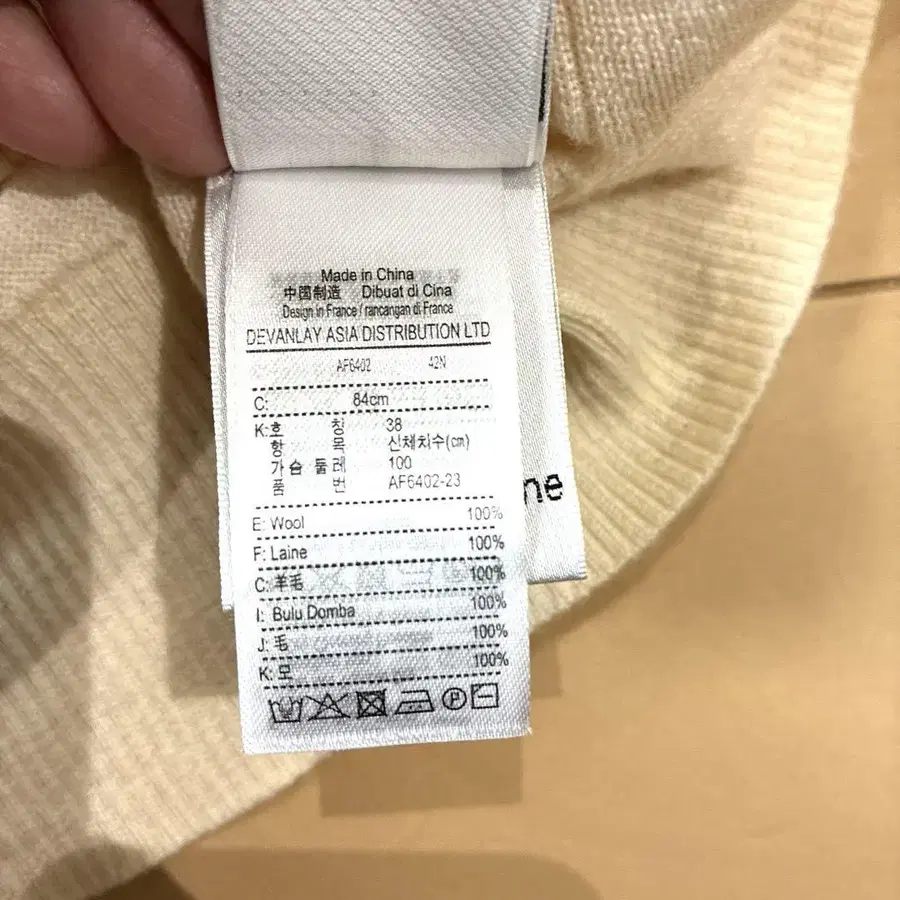 Made in China
中国制造 Dibuat di Cina
Design in France / rancangan di France
DEVANLAY ASIA DISTRIBUTION LTD
AF6402 42N
C: 84cm
K:호 칭 38
항 목 신체치수(cm)
가슴 둘레 100
품 번 AF6402-23
E: Wool 100%
F: Laine 100%
C: 羊毛 100%
I: Bulu Domba 100%
J: 毛 100%
K: 모 100%
P
ne